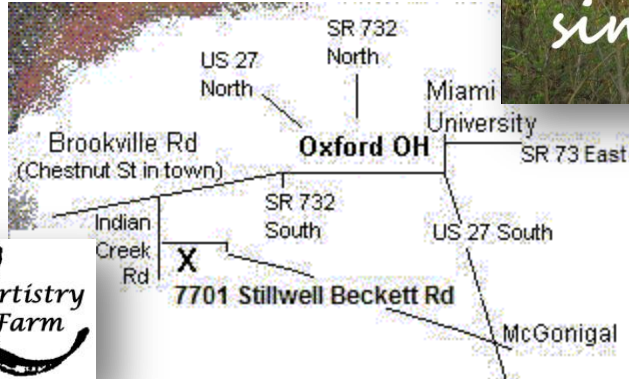 sin
SR 732
North
US 27
North
Miami
University
Brookville Rd
(Chestnut St in town)
Oxford OH
SR 73 East
SR 732
South
Indian
Creek
Rd
US 27 South
X
7701 Stillwell Beckett Rd
rtistry
Farm
McGonigal